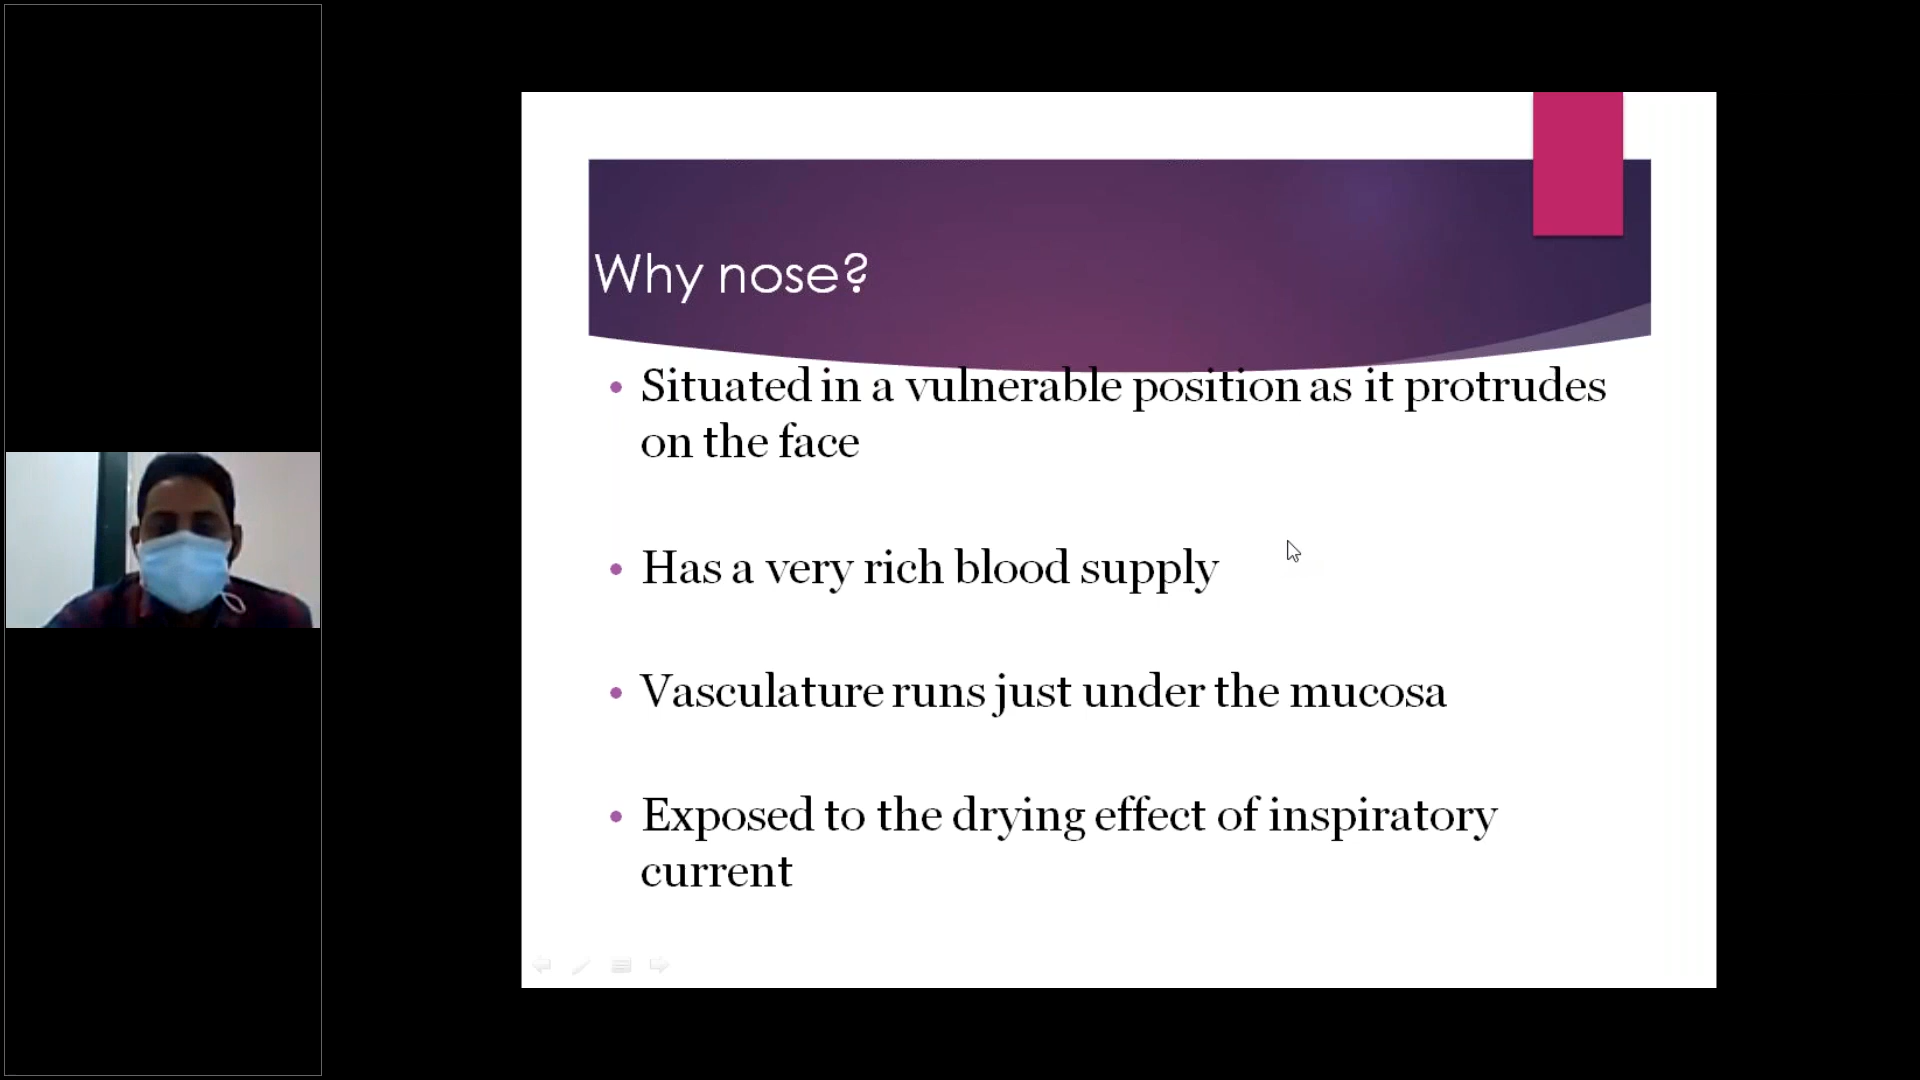 Why nose?
• Situated in a vulnerable position as it protrudes
on the face
• Has a very rich blood supply
• Vasculature runs just under the mucosa
• Exposed to the drying effect of inspiratory
current